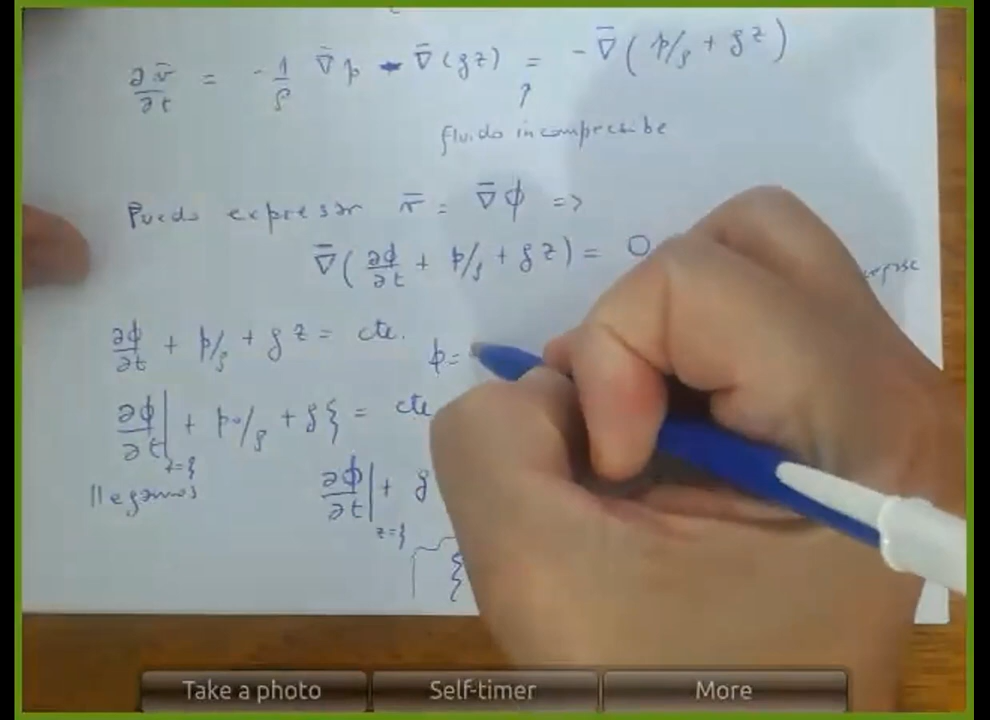 ∂v̄/∂t = -1/ρ ∇̄p - ∇̄(gz) = -∇̄(p/ρ + gz)
↑
fluido incompresibe
Puedo expresar v̄ = ∇̄ϕ =>
∇̄(∂ϕ/∂t + p/ρ + gz) = 0
∂ϕ/∂t + p/ρ + gz = cte.
p =
∂ϕ/∂t|z=ξ + p₀/ρ + gξ = cte
llegamos ∂ϕ/∂t|z=ξ + g
ξ
Take a photo Self-timer More